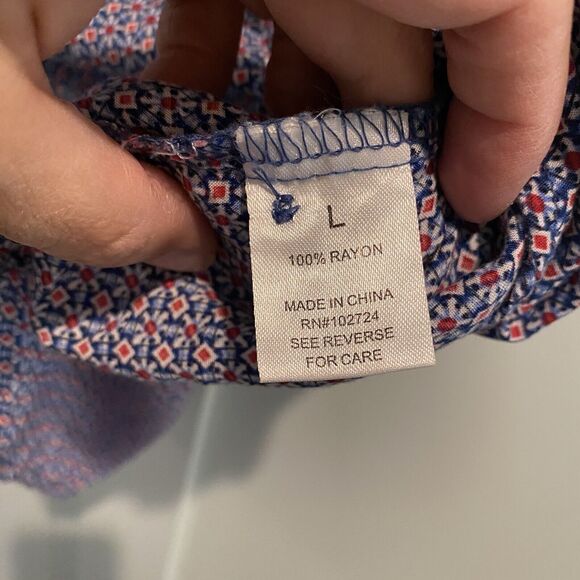 L
100% RAYON
MADE IN CHINA
RN#102724
SEE REVERSE
FOR CARE